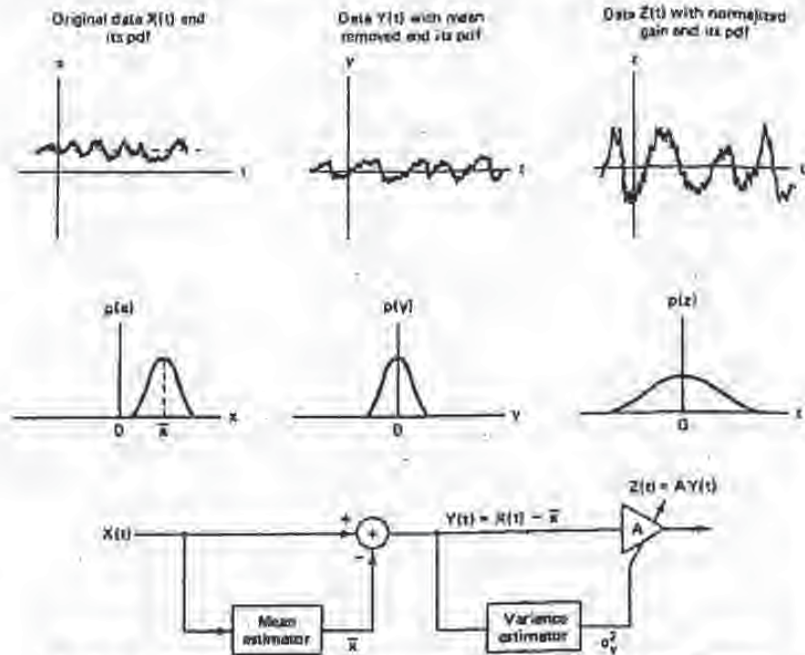 Original data X(t) and
its pdf
Data Y(t) with mean
removed and its pdf
Data Z(t) with normalized
gain and its pdf
x
y
z
t
t
t
p(x)
p(y)
p(z)
0
x̄
x
0
y
0
z
Z(t) = AY(t)
X(t)
+
+
−
Y(t) = X(t) − x̄
A
Mean
estimator
x̄
Variance
estimator
σ²y